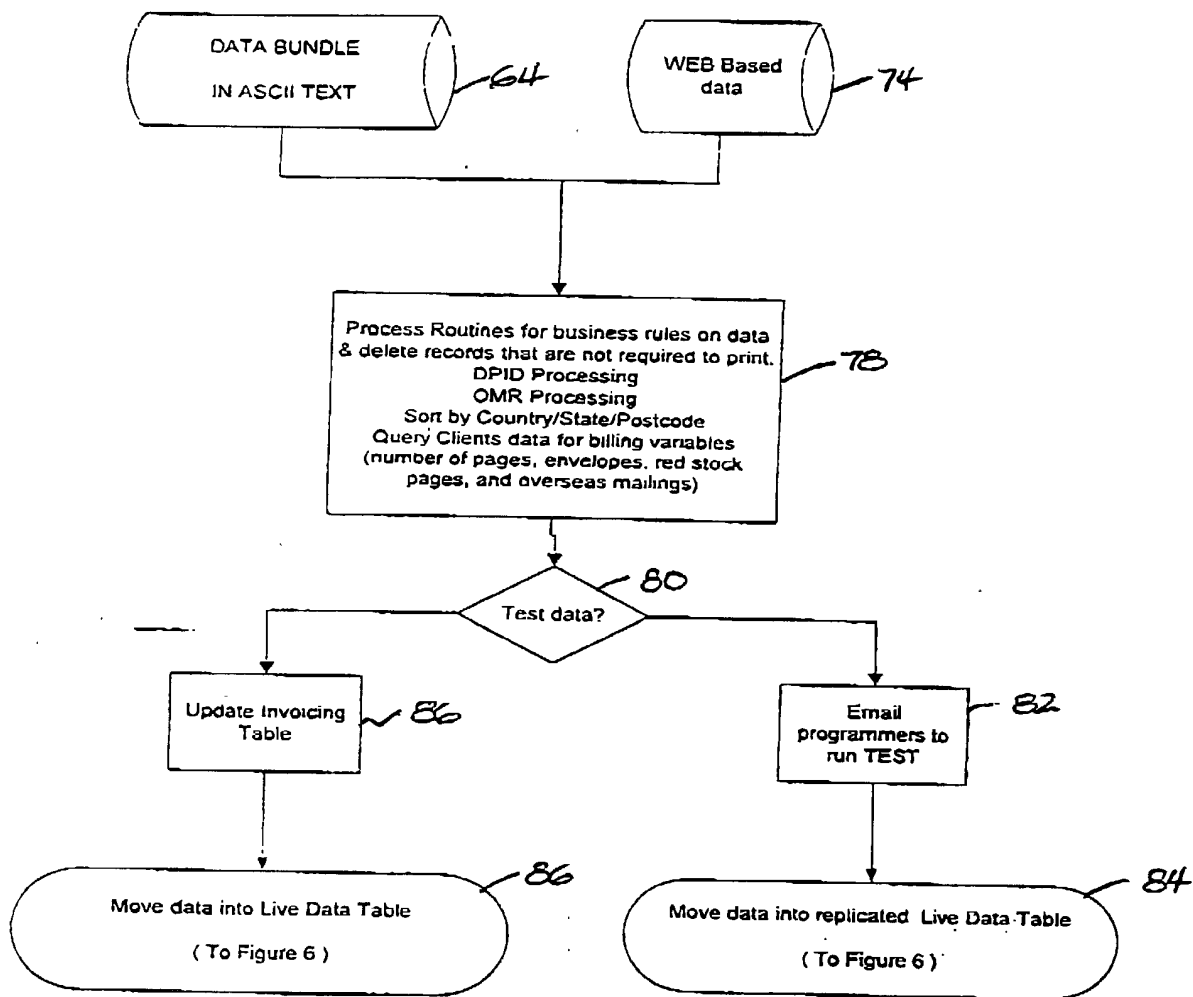 DATA BUNDLE
IN ASCII TEXT
64
WEB Based
data
74
Process Routines for business rules on data
& delete records that are not required to print.
DPID Processing
OMR Processing
Sort by Country/State/Postcode
Query Clients data for billing variables
(number of pages, envelopes, red stock
pages, and overseas mailings)
78
80
Test data?
Update Invoicing
Table
86
Email
programmers to
run TEST
82
Move data into Live Data Table
( To Figure 6 )
86
Move data into replicated Live Data Table
( To Figure 6 )
84